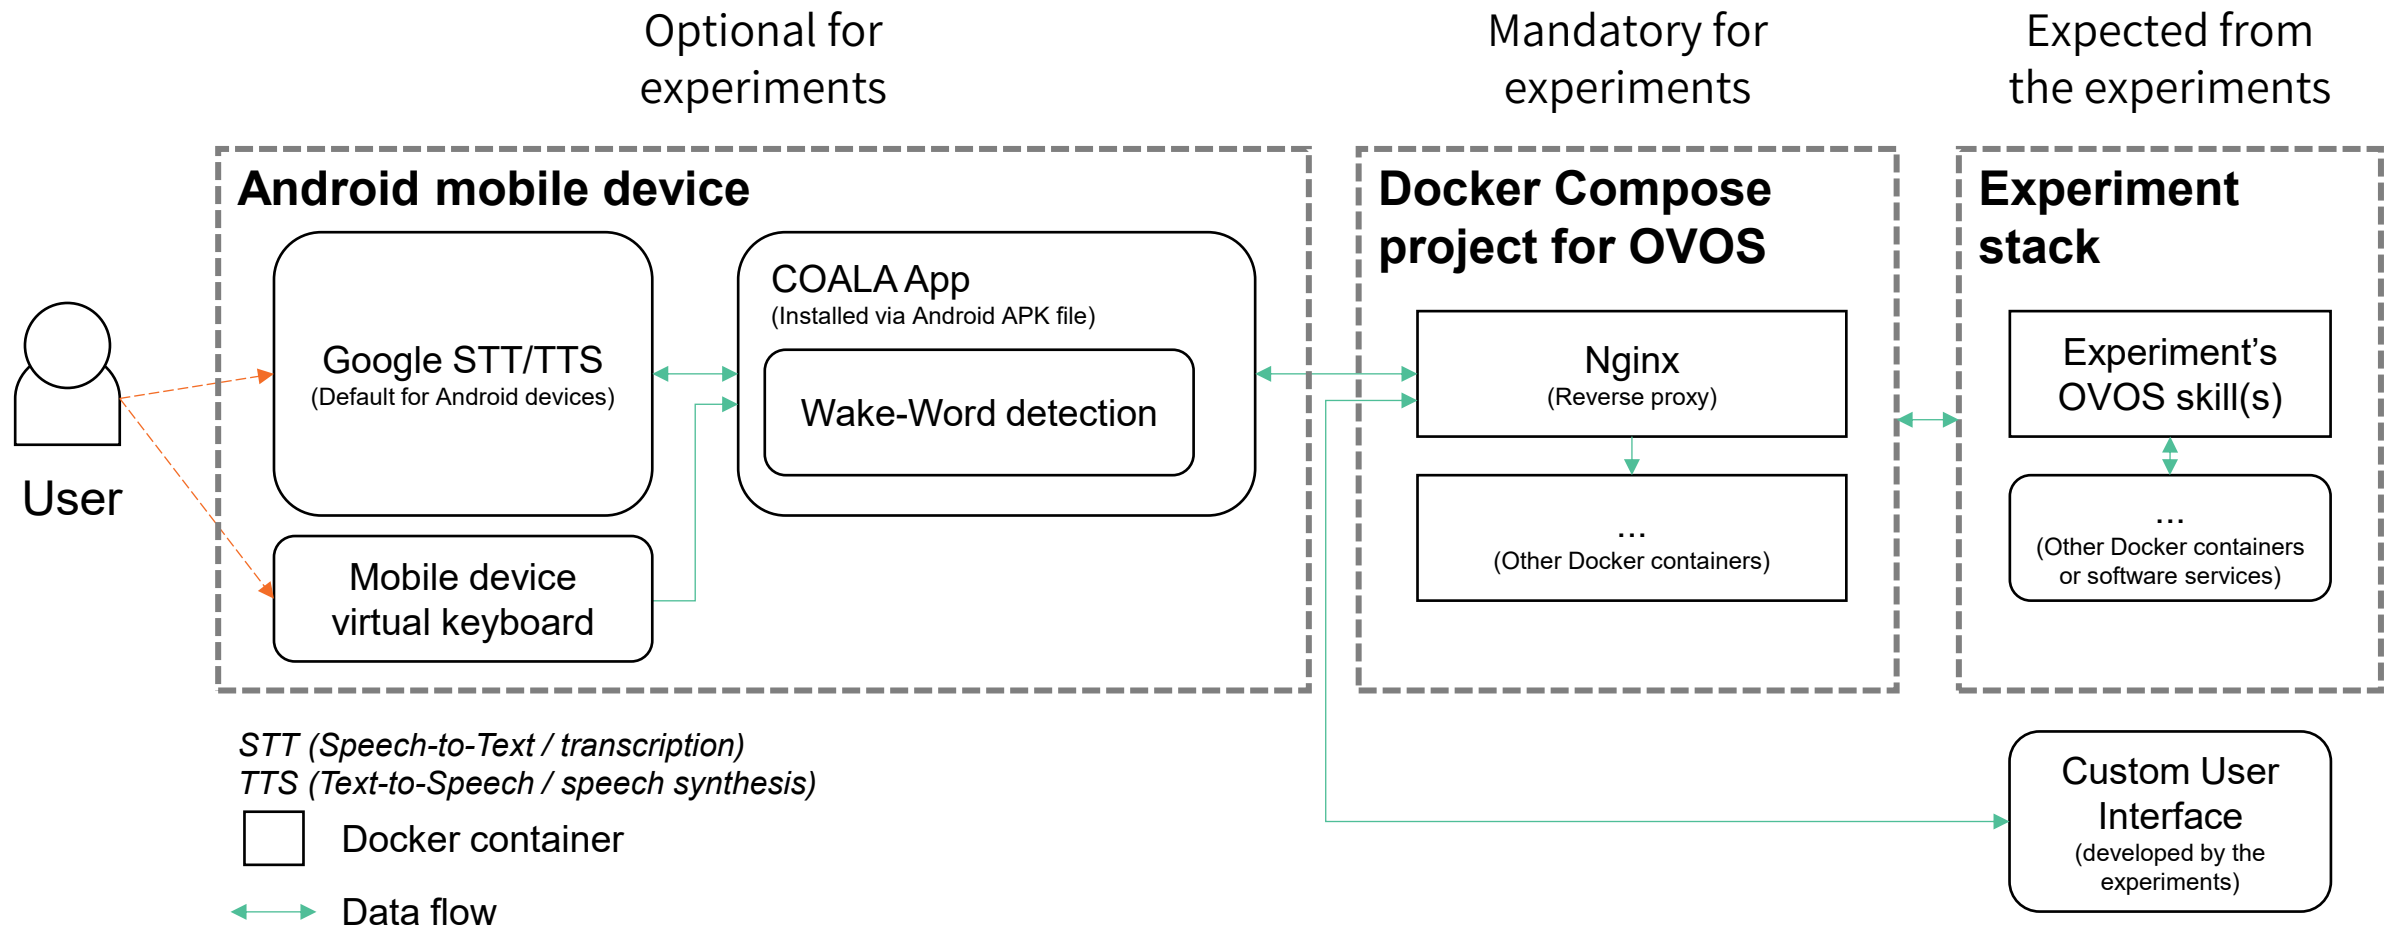 Optional for
experiments
Mandatory for
experiments
Expected from
the experiments
Android mobile device
Docker Compose
project for OVOS
Experiment
stack
User
Google STT/TTS
(Default for Android devices)
Mobile device
virtual keyboard
COALA App
(Installed via Android APK file)
Wake-Word detection
Nginx
(Reverse proxy)
...
(Other Docker containers)
Experiment’s
OVOS skill(s)
...
(Other Docker containers
or software services)
STT (Speech-to-Text / transcription)
TTS (Text-to-Speech / speech synthesis)
Docker container
Data flow
Custom User
Interface
(developed by the
experiments)